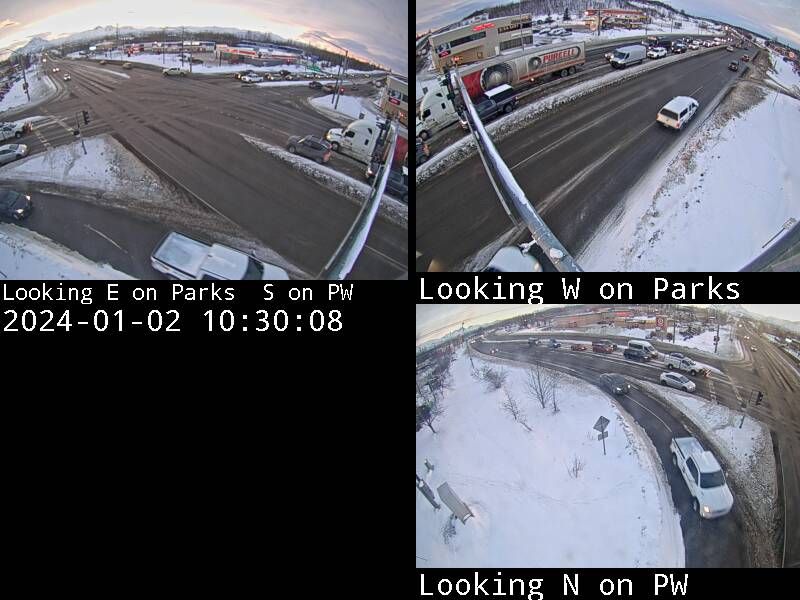 Looking E on Parks  S on PW
2024-01-02 10:30:08
PURCELL
Looking W on Parks
Looking N on PW